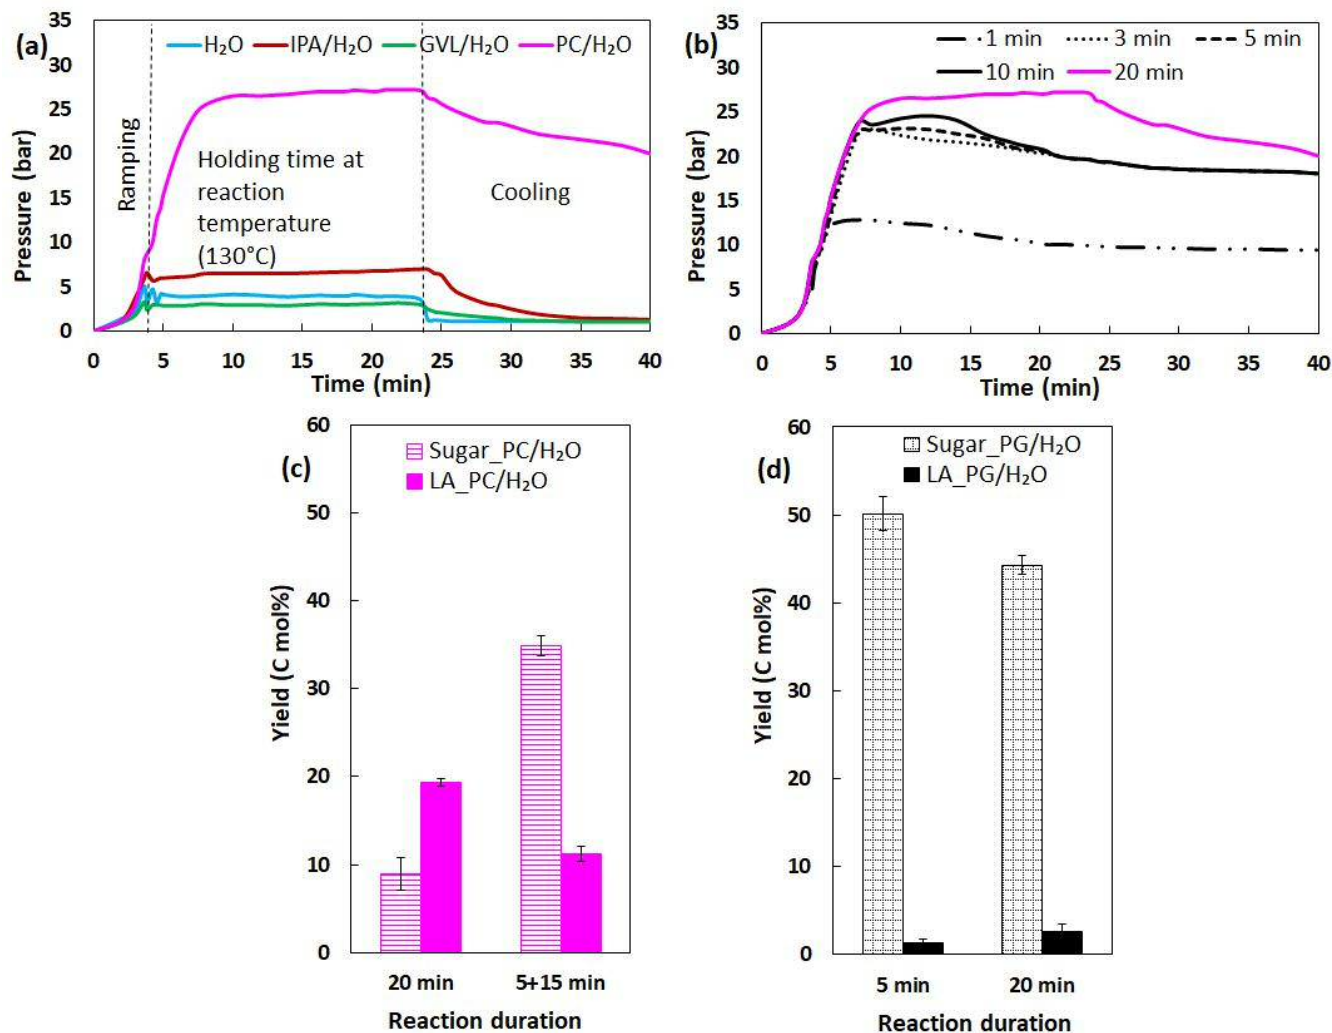 (a)
H₂O IPA/H₂O GVL/H₂O PC/H₂O
35
30
25
20
15
10
5
0
Pressure (bar)
Ramping
Holding time at
reaction
temperature
(130°C)
Cooling
0 5 10 15 20 25 30 35 40
Time (min)
(b)
1 min 3 min 5 min
10 min 20 min
35
30
25
20
15
10
5
0
Pressure (bar)
0 5 10 15 20 25 30 35 40
Time (min)
(c)
Sugar_PC/H₂O
LA_PC/H₂O
60
50
40
30
20
10
0
Yield (C mol%)
20 min 5+15 min
Reaction duration
(d)
Sugar_PG/H₂O
LA_PG/H₂O
60
50
40
30
20
10
0
Yield (C mol%)
5 min 20 min
Reaction duration